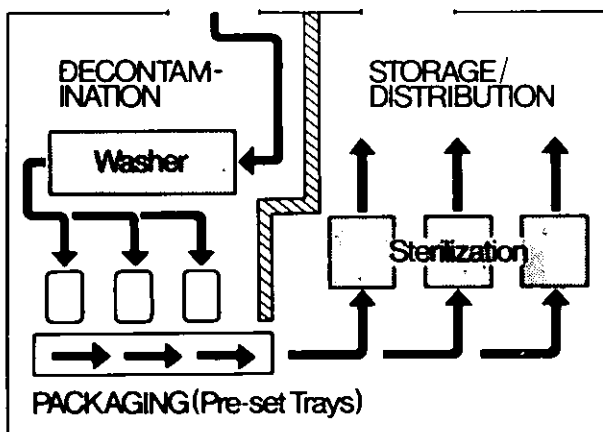 DECONTAM-
INATION
STORAGE/
DISTRIBUTION
Washer
Sterilization
PACKAGING (Pre-set Trays)